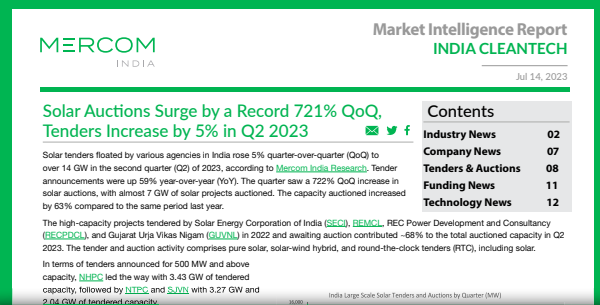 MERCOM
INDIA
Market Intelligence Report
INDIA CLEANTECH
Jul 14, 2023
Solar Auctions Surge by a Record 721% QoQ,
Tenders Increase by 5% in Q2 2023
Solar tenders floated by various agencies in India rose 5% quarter-over-quarter (QoQ) to
over 14 GW in the second quarter (Q2) of 2023, according to Mercom India Research. Tender
announcements were up 59% year-over-year (YoY). The quarter saw a 722% QoQ increase in
solar auctions, with almost 7 GW of solar projects auctioned. The capacity auctioned increased
by 63% compared to the same period last year.
Contents
Industry News 02
Company News 07
Tenders & Auctions 08
Funding News 11
Technology News 12
The high-capacity projects tendered by Solar Energy Corporation of India (SECI), REMCL, REC Power Development and Consultancy
(RECPDCL), and Gujarat Urja Vikas Nigam (GUVNL) in 2022 and awaiting auction contributed ~68% to the total auctioned capacity in Q2
2023. The tender and auction activity comprises pure solar, solar-wind hybrid, and round-the-clock tenders (RTC), including solar.
In terms of tenders announced for 500 MW and above
capacity, NHPC led the way with 3.43 GW of tendered
capacity, followed by NTPC and SJVN with 3.27 GW and
2.04 GW of tendered capacity.
India Large Scale Solar Tenders and Auctions by Quarter (MW)
16,000